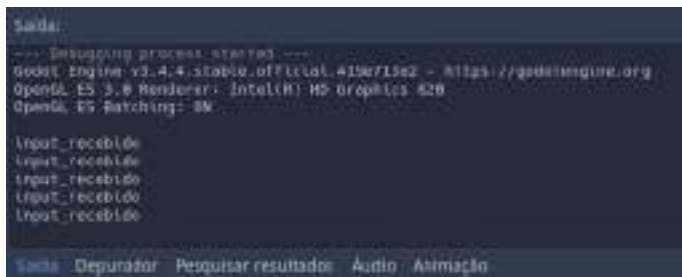 Saída:
--- Debugging process started ---
Godot Engine v3.4.4.stable.official.419e713a2 - https://godotengine.org
OpenGL ES 3.0 Renderer: Intel(R) HD Graphics 620
OpenGL ES Batching: ON
input_recebido
input_recebido
input_recebido
input_recebido
input_recebido
Saída Depurador Pesquisar resultados Áudio Animação